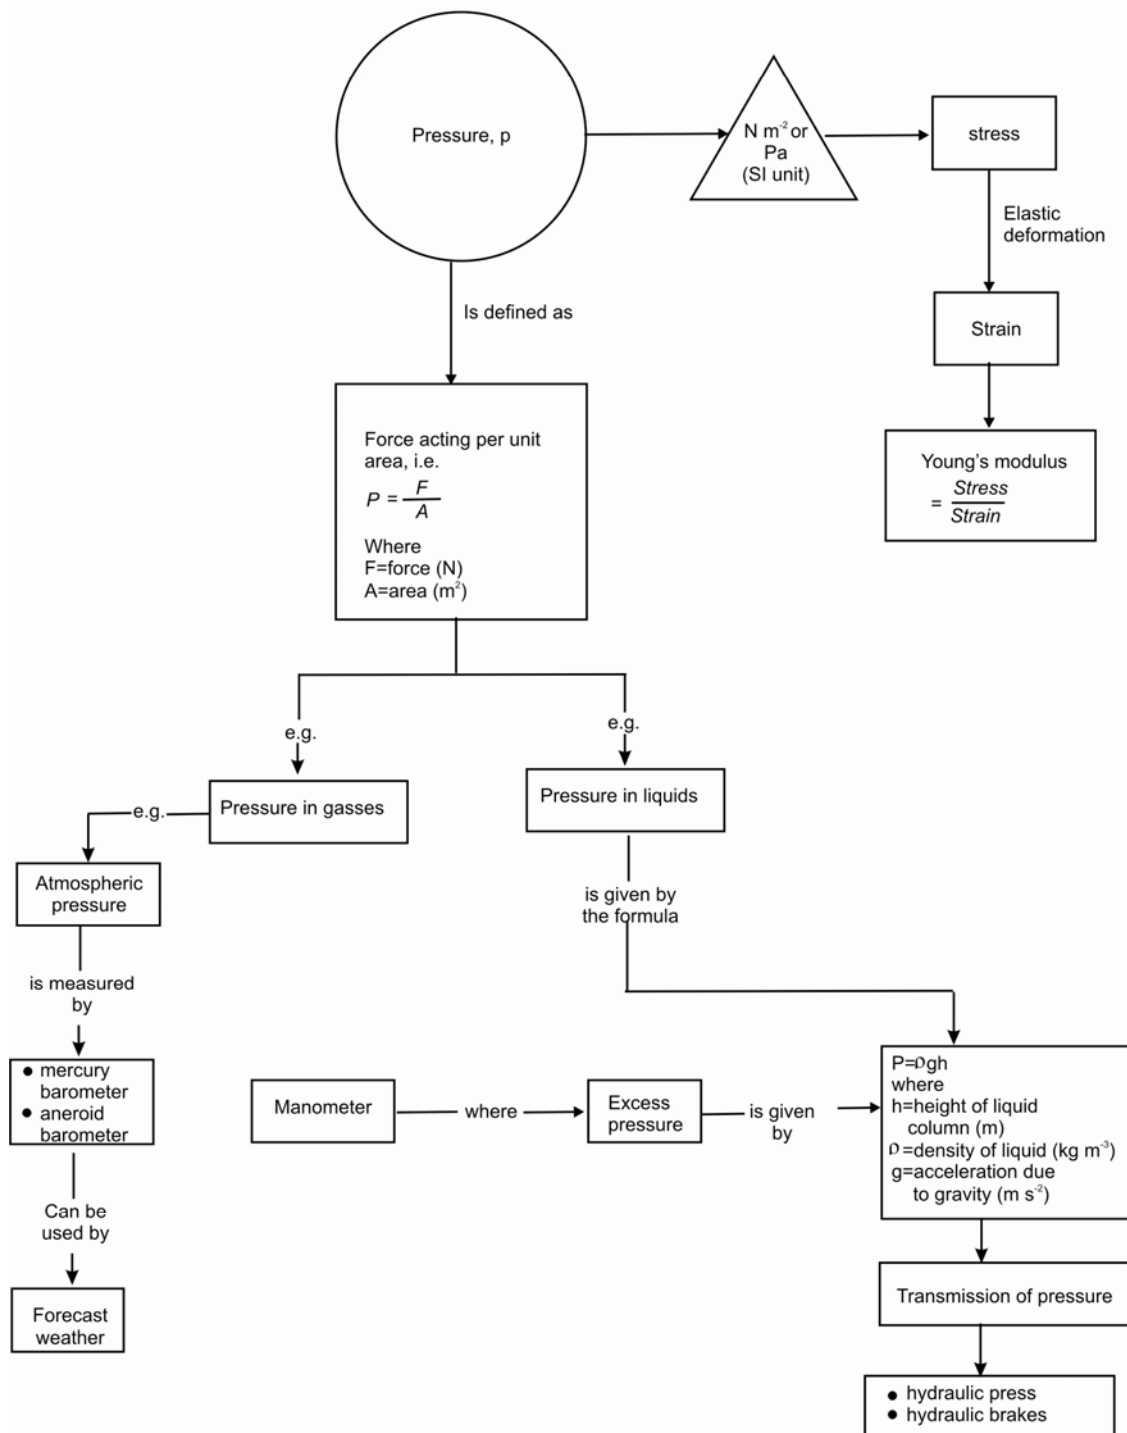 Pressure, p
N m⁻² or
Pa
(SI unit)
stress
Elastic
deformation
Strain
Young's modulus
= Stress/Strain
Is defined as
Force acting per unit
area, i.e.
P = F/A
Where
F=force (N)
A=area (m²)
e.g.
e.g.
Pressure in gasses
Pressure in liquids
e.g.
Atmospheric
pressure
is measured
by
● mercury
barometer
● aneroid
barometer
Can be
used by
Forecast
weather
is given by
the formula
Manometer
where
Excess
pressure
is given
by
P=ρgh
where
h=height of liquid
column (m)
ρ=density of liquid (kg m⁻³)
g=acceleration due
to gravity (m s⁻²)
Transmission of pressure
● hydraulic press
● hydraulic brakes